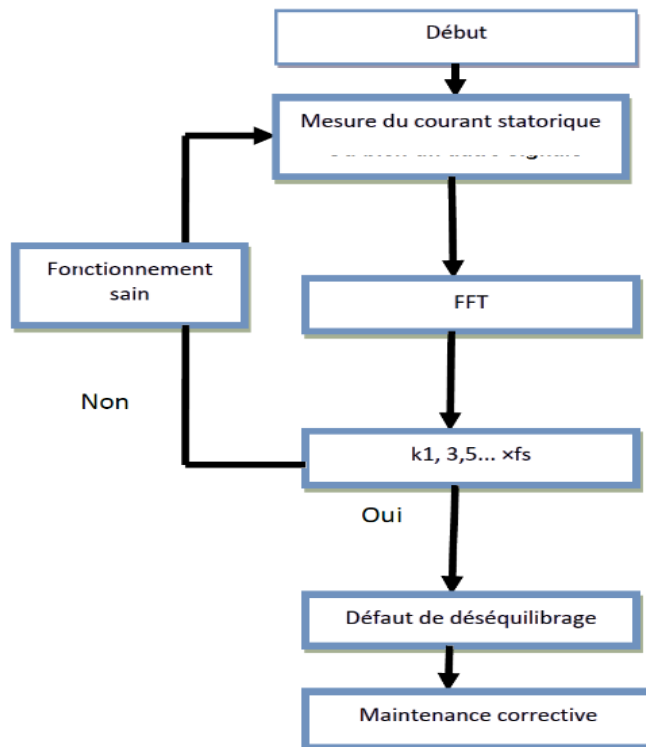 Début
Mesure du courant statorique
Fonctionnement
sain
FFT
Non
k1, 3,5... ×fs
Oui
Défaut de déséquilibrage
Maintenance corrective